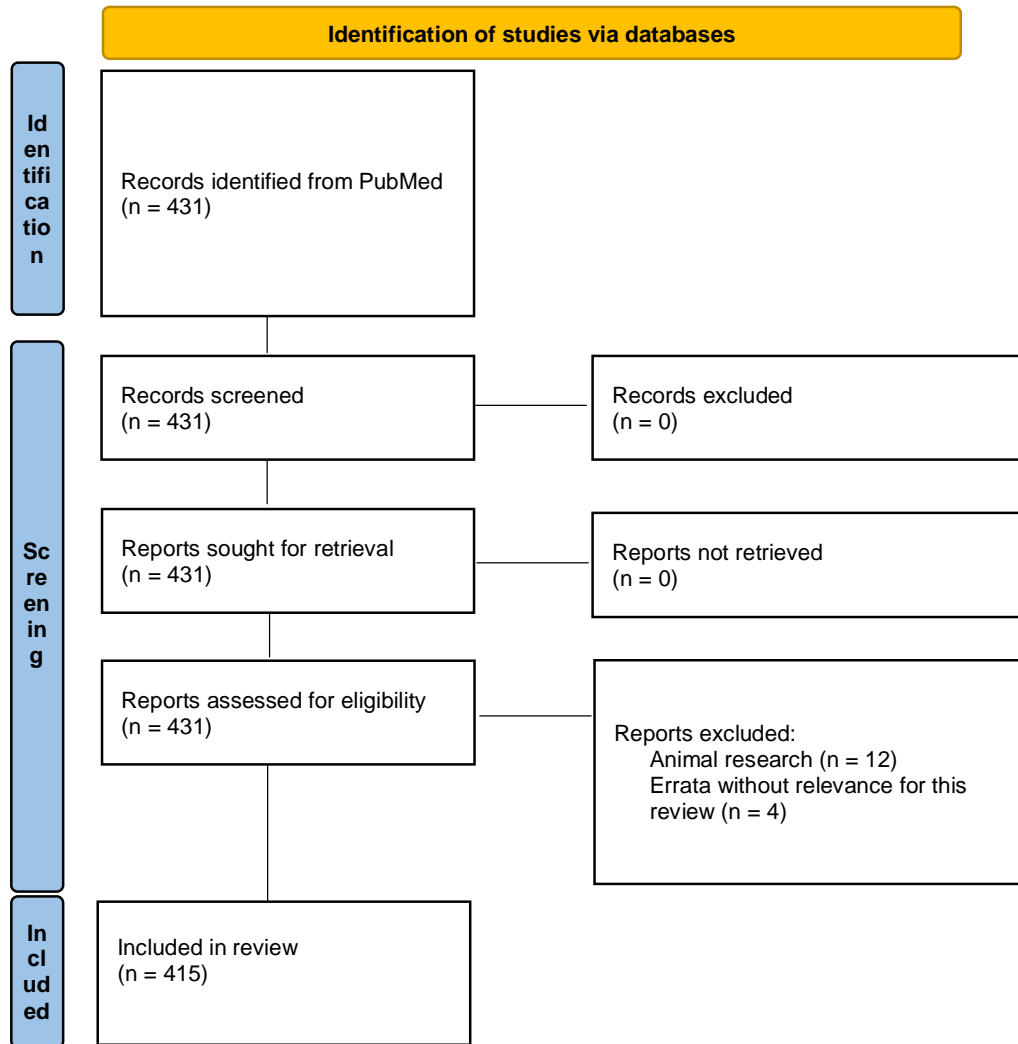 Identification of studies via databases
Id
en
tifi
ca
tio
n
Records identified from PubMed
(n = 431)
Sc
re
en
in
g
Records screened
(n = 431)
Records excluded
(n = 0)
Reports sought for retrieval
(n = 431)
Reports not retrieved
(n = 0)
Reports assessed for eligibility
(n = 431)
Reports excluded:
Animal research (n = 12)
Errata without relevance for this
review (n = 4)
In
cl
ud
ed
Included in review
(n = 415)